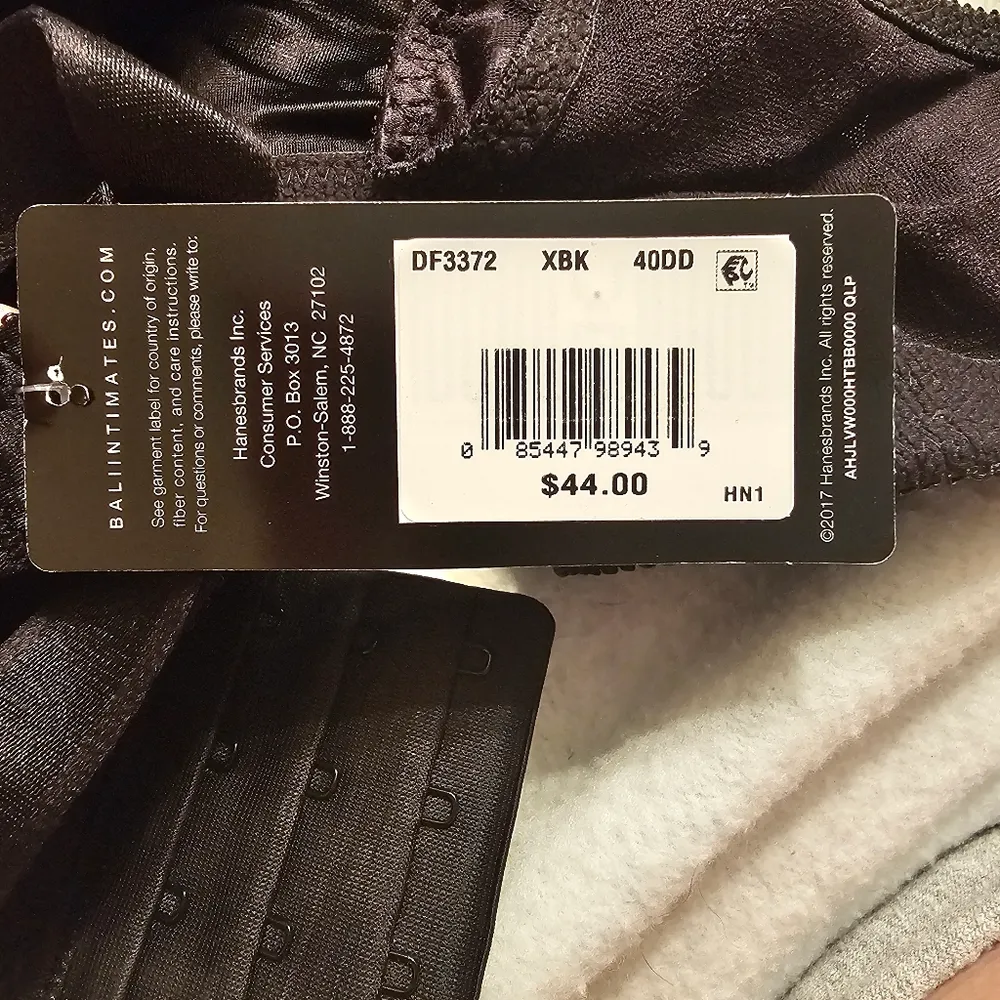 BALIINTIMATES.COM
See garment label for country of origin,
fiber content, and care instructions.
For questions or comments, please write to:
Hanesbrands Inc.
Consumer Services
P.O. Box 3013
Winston-Salem, NC 27102
1-888-225-4872
DF3372 XBK 40DD
0 85447 98943 9
$44.00
HN1
©2017 Hanesbrands Inc. All rights reserved.
AHJLVW000HTBB0000 QLP